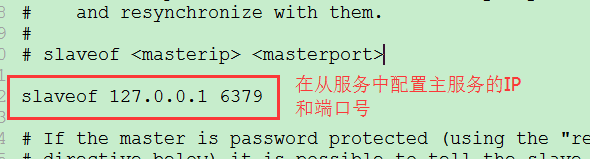 #     and resynchronize with them.
#
# slaveof <masterip> <masterport>
slaveof 127.0.0.1 6379
在从服务中配置主服务的IP
和端口号
# If the master is password protected (using the "re